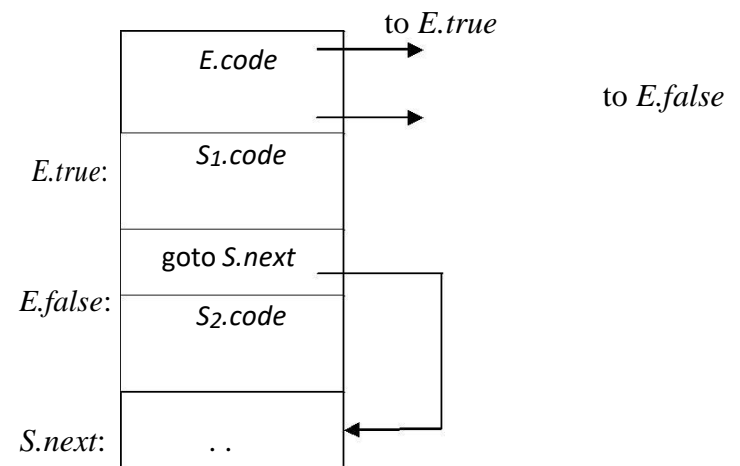 to E.true
E.code
to E.false
S1.code
E.true:
goto S.next
E.false:
S2.code
S.next:
. .